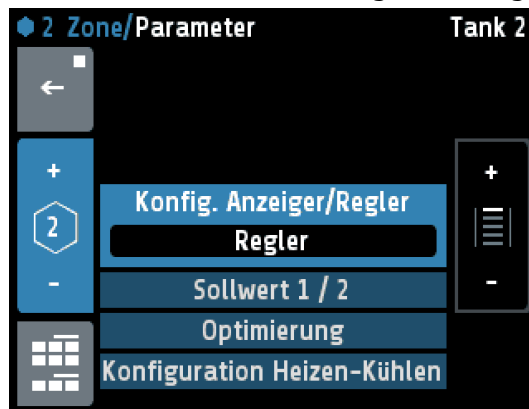 2 Zone/Parameter Tank 2
←
+ +
Konfig. Anzeiger/Regler
2
Regler
- -
Sollwert 1 / 2
Optimierung
Konfiguration Heizen-Kühlen